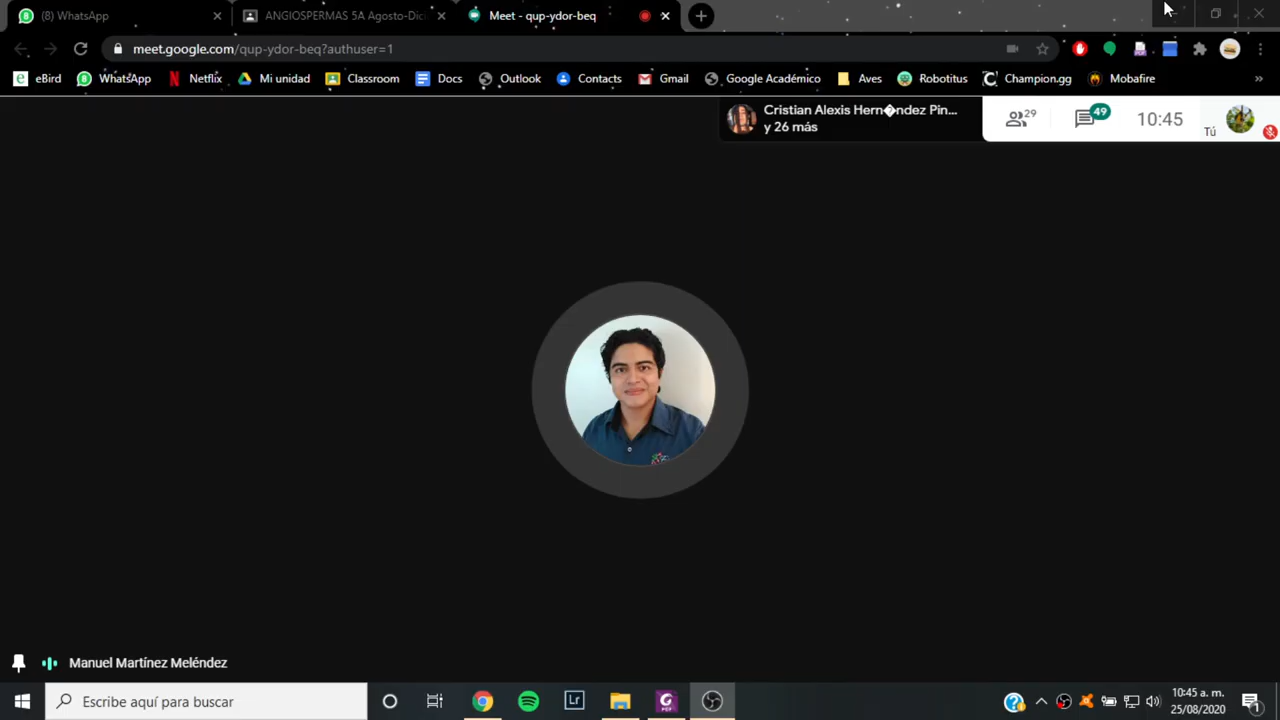 (8) WhatsApp
ANGIOSPERMAS 5A Agosto-Dic
Meet - qup-ydor-beq
meet.google.com/qup-ydor-beq?authuser=1
eBird
WhatsApp
Netflix
Mi unidad
Classroom
Docs
Outlook
Contacts
Gmail
Google Académico
Aves
Robotitus
Champion.gg
Mobafire
»
Cristian Alexis Hern�ndez Pin...
y 26 más
29
49
10:45
Tú
Manuel Martínez Meléndez
Escribe aquí para buscar
Lr
PDF
10:45 a. m.
25/08/2020
1